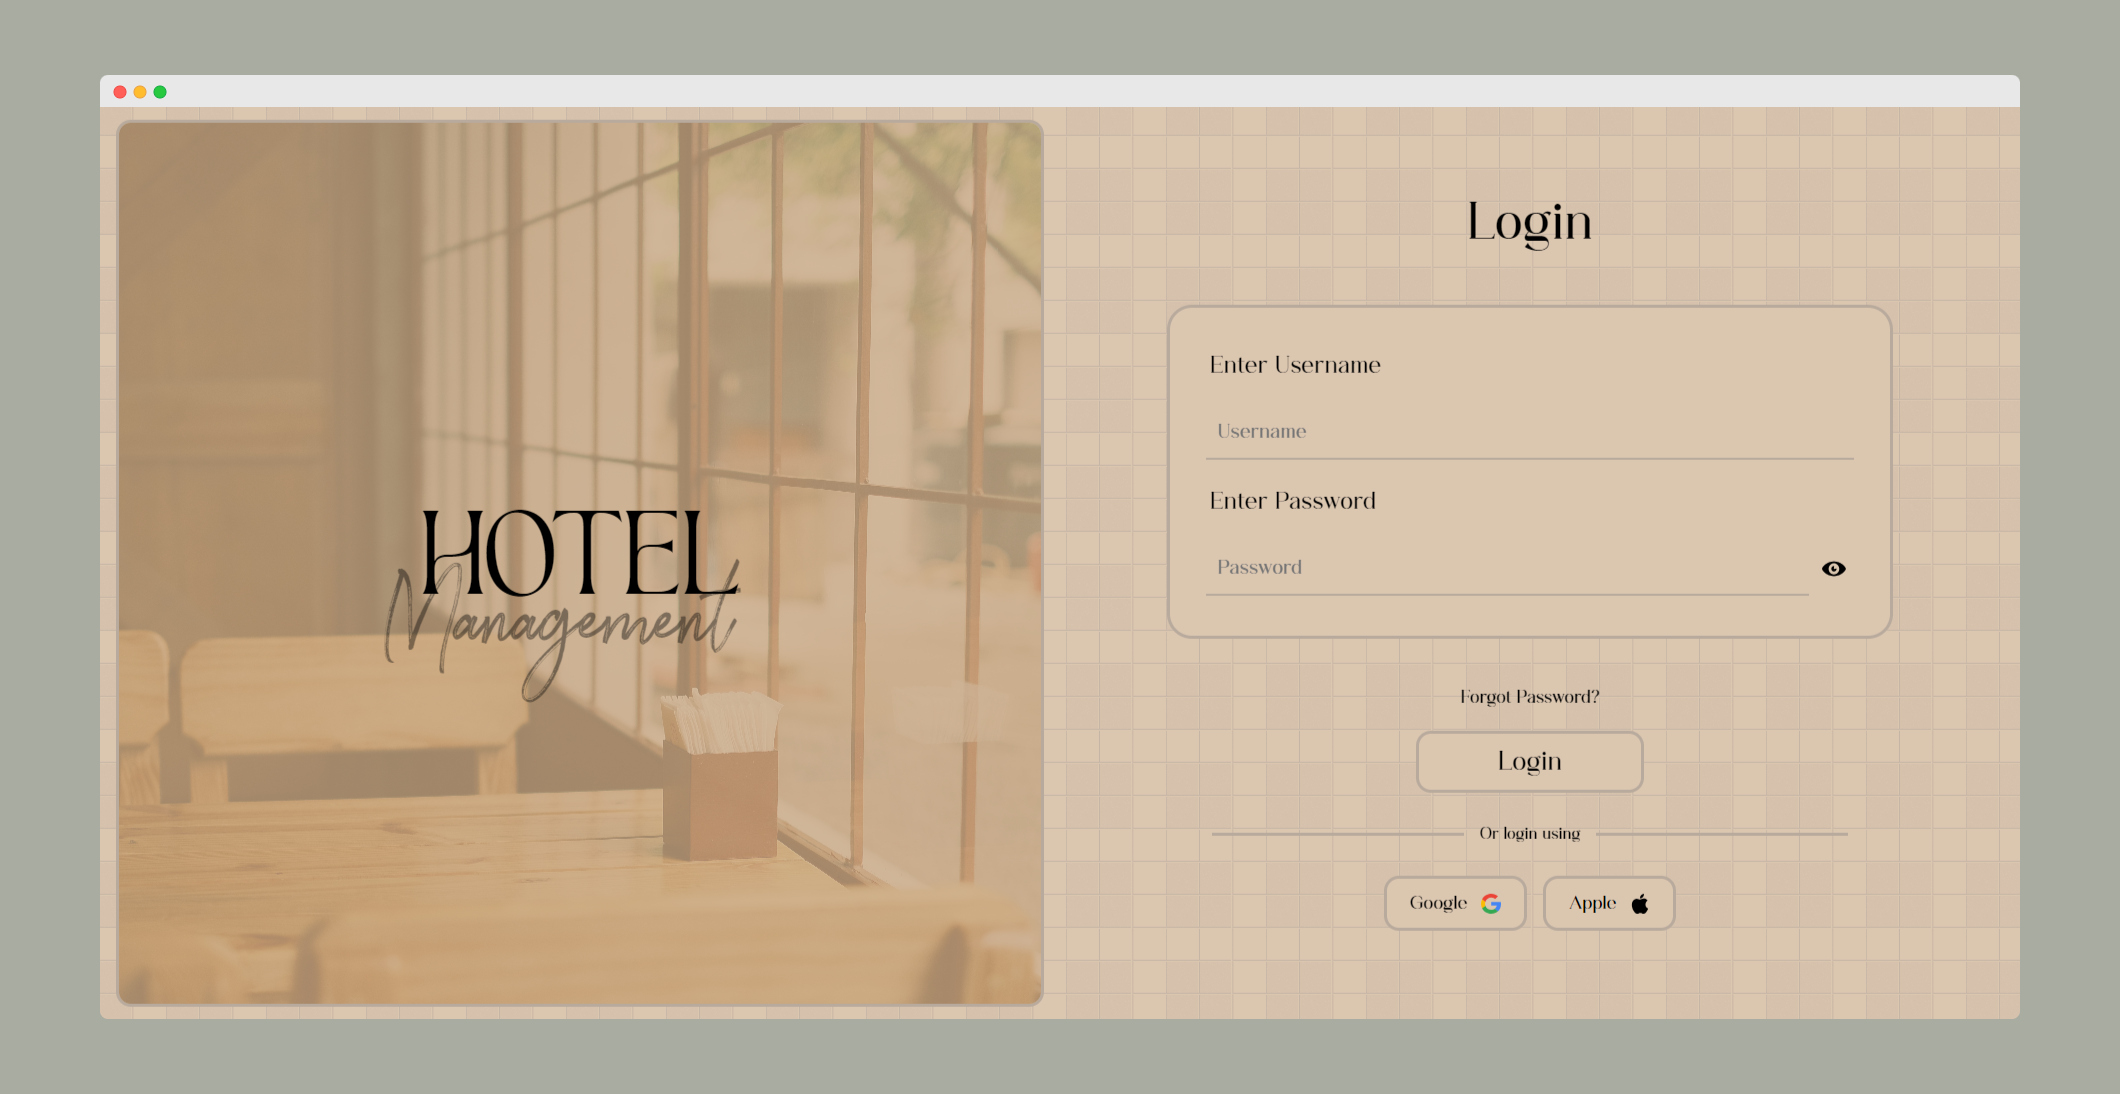 HOTEL
Management
Login
Enter Username
Username
Enter Password
Password
Forgot Password?
Login
Or login using
Google
Apple